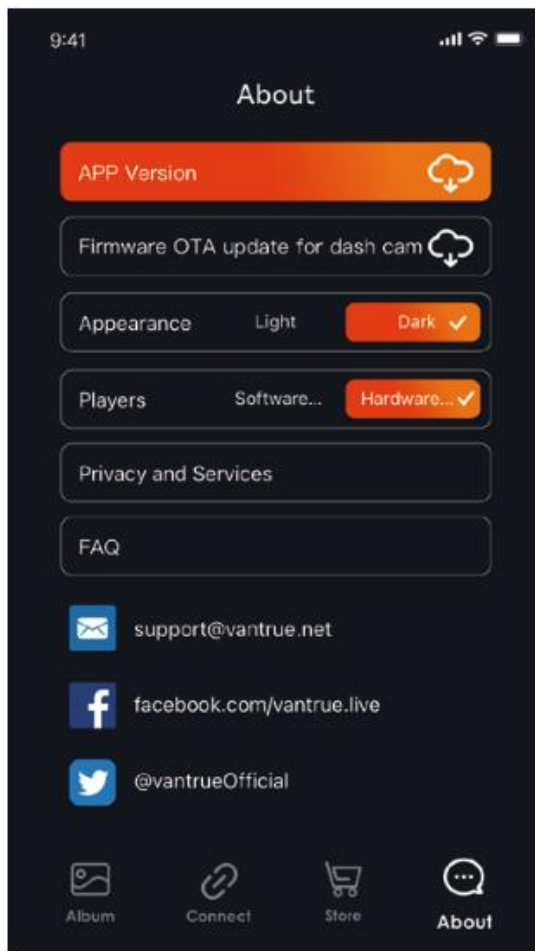 9:41
About
APP Version
Firmware OTA update for dash cam
Appearance Light Dark
Players Software... Hardware...
Privacy and Services
FAQ
support@vantrue.net
facebook.com/vantrue.live
@vantrueOfficial
Album Connect Store About